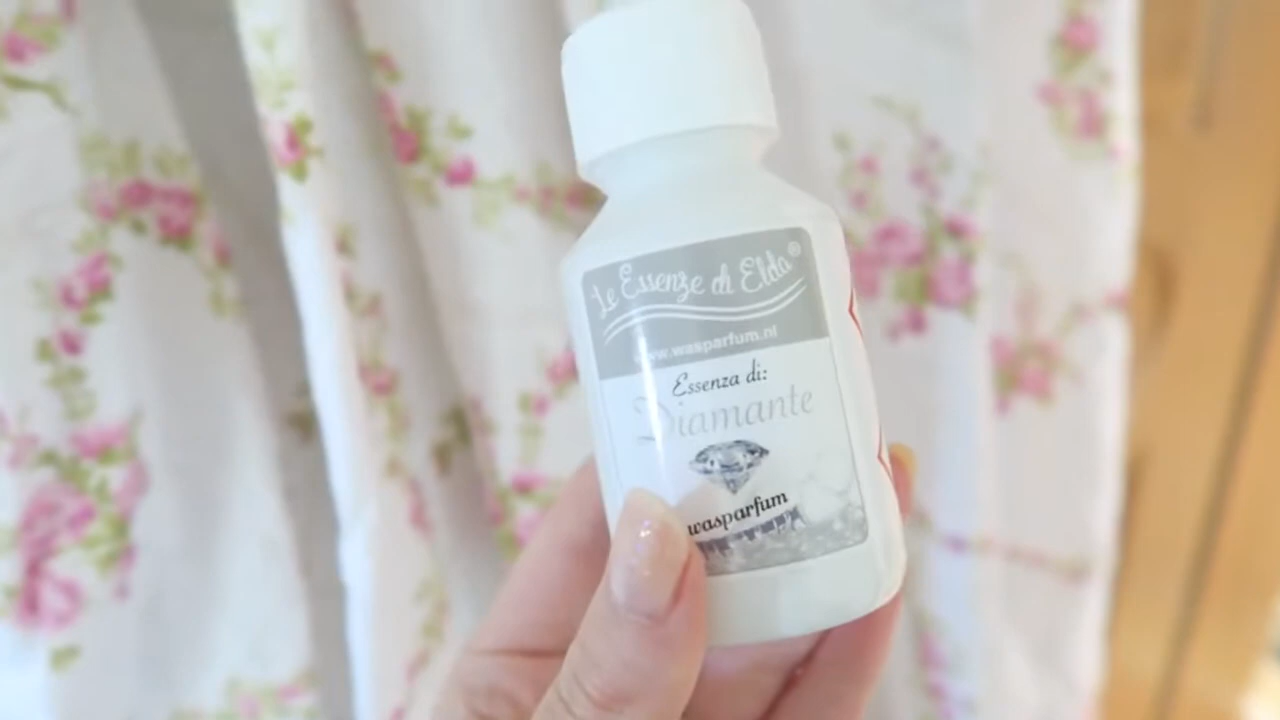 Le Essenze di Elda®
www.wasparfum.nl
Essenza di:
Diamante
wasparfum